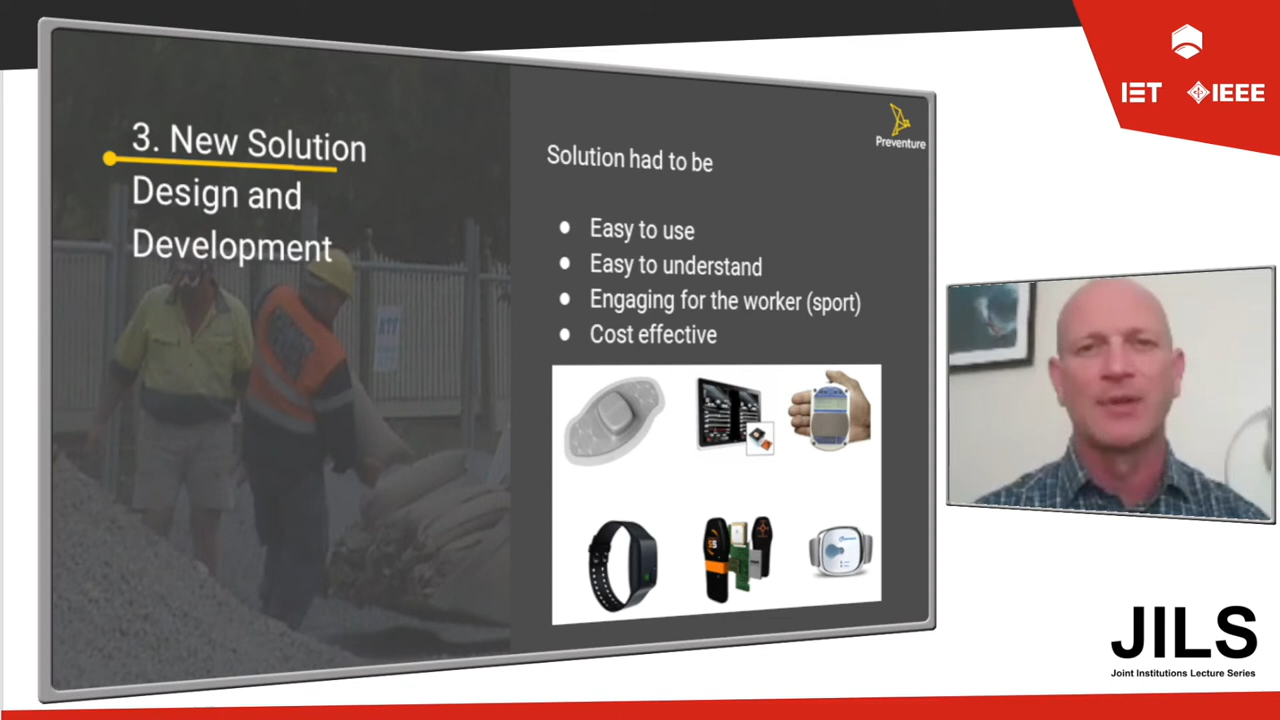 3. New Solution
Design and
Development
Preventure
Solution had to be
Easy to use
Easy to understand
Engaging for the worker (sport)
Cost effective
IET
IEEE
JILS
Joint Institutions Lecture Series